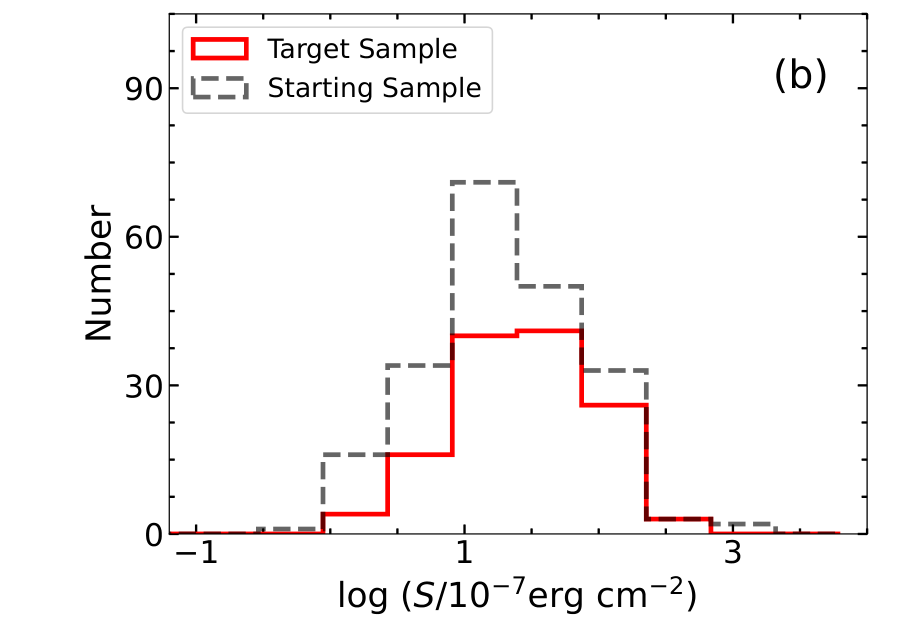 Target Sample
Starting Sample
(b)
90
60
30
0
Number
−1 1 3
log (S/10⁻⁷erg cm⁻²)